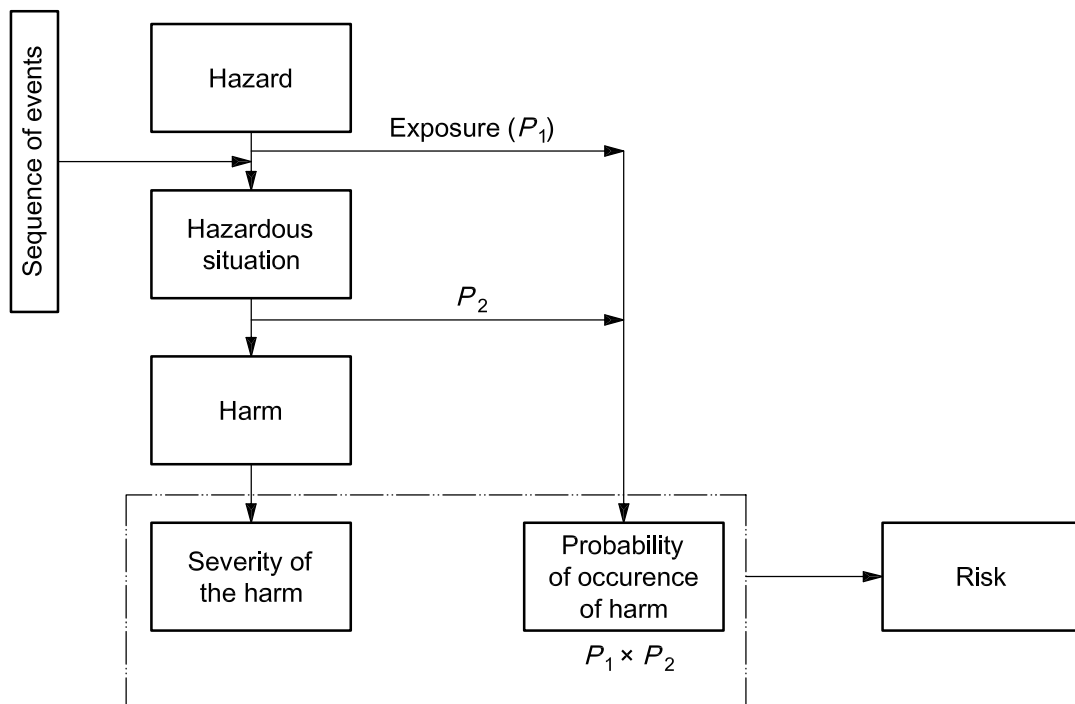 Sequence of events
Hazard
Exposure (P1)
Hazardous
situation
P2
Harm
Severity of
the harm
Probability
of occurence
of harm
P1 × P2
Risk